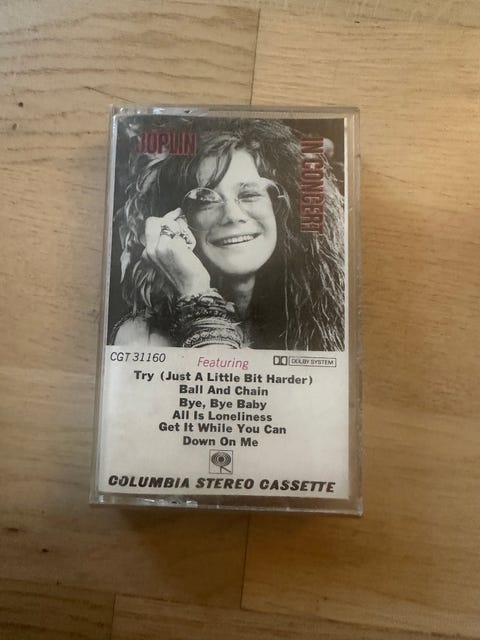 JOPLIN
IN CONCERT
CGT 31160
Featuring
DOLBY SYSTEM
Try (Just A Little Bit Harder)
Ball And Chain
Bye, Bye Baby
All Is Loneliness
Get It While You Can
Down On Me
COLUMBIA STEREO CASSETTE